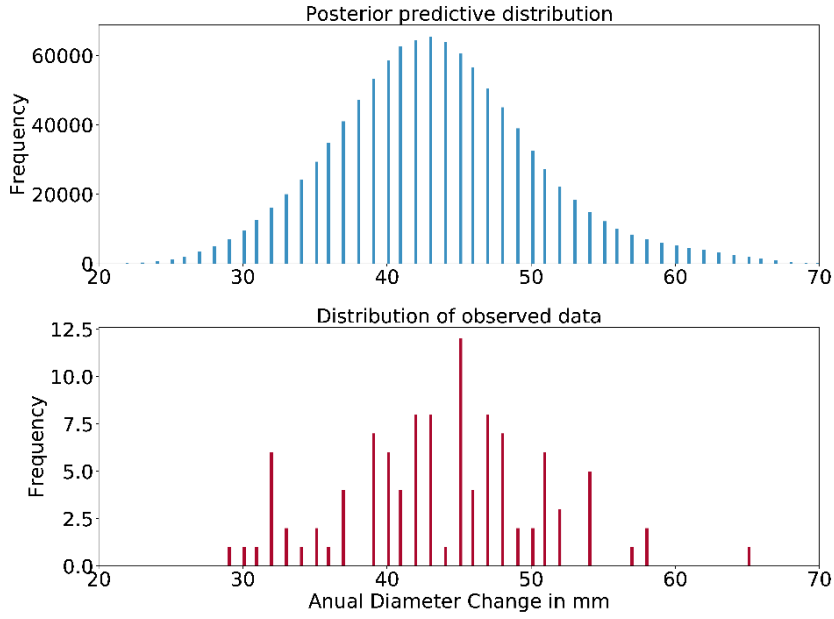 Posterior predictive distribution
Frequency
60000
40000
20000
0
20 30 40 50 60 70
Distribution of observed data
Frequency
12.5
10.0
7.5
5.0
2.5
0.0
20 30 40 50 60 70
Anual Diameter Change in mm